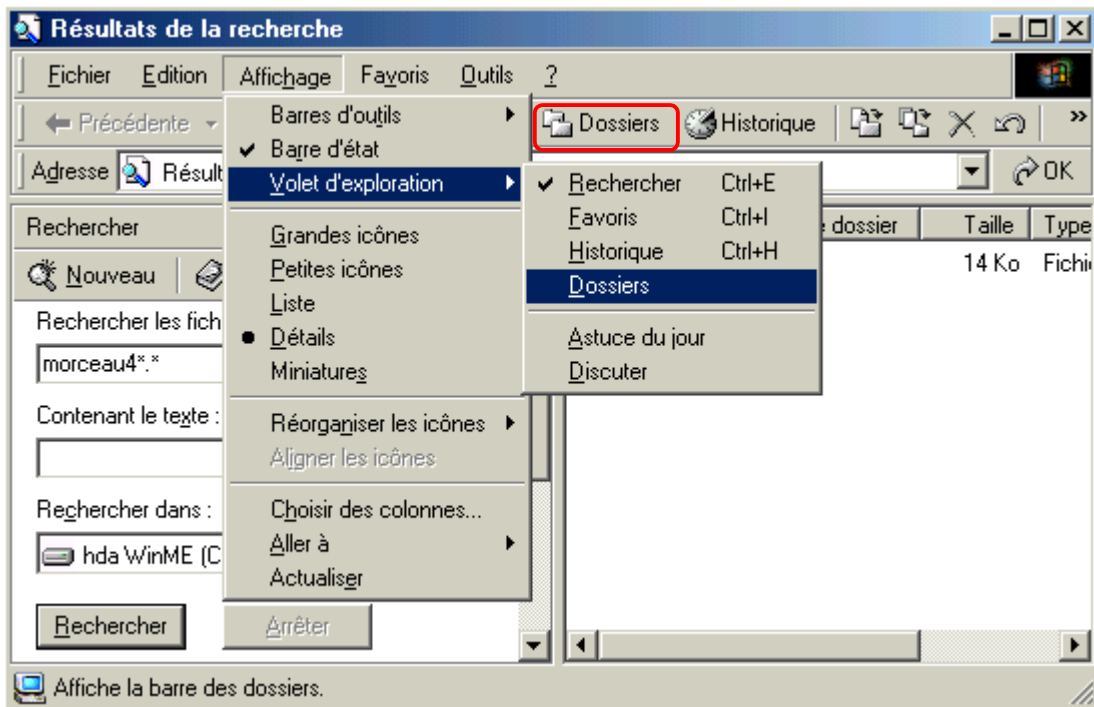 Résultats de la recherche
Fichier Edition Affichage Favoris Outils ?
Précédente Dossiers Historique »
Adresse Résult OK
Barres d'outils
Barre d'état
Volet d'exploration
Grandes icônes
Petites icônes
Liste
Détails
Miniatures
Réorganiser les icônes
Aligner les icônes
Choisir des colonnes...
Aller à
Actualiser
Rechercher Ctrl+E
Favoris Ctrl+I
Historique Ctrl+H
Dossiers
Astuce du jour
Discuter
Rechercher
Nouveau
Rechercher les fich
morceau4*.*
Contenant le texte :
Rechercher dans :
hda WinME (C
Rechercher Arrêter
dossier Taille Type
14 Ko Fichi
Affiche la barre des dossiers.